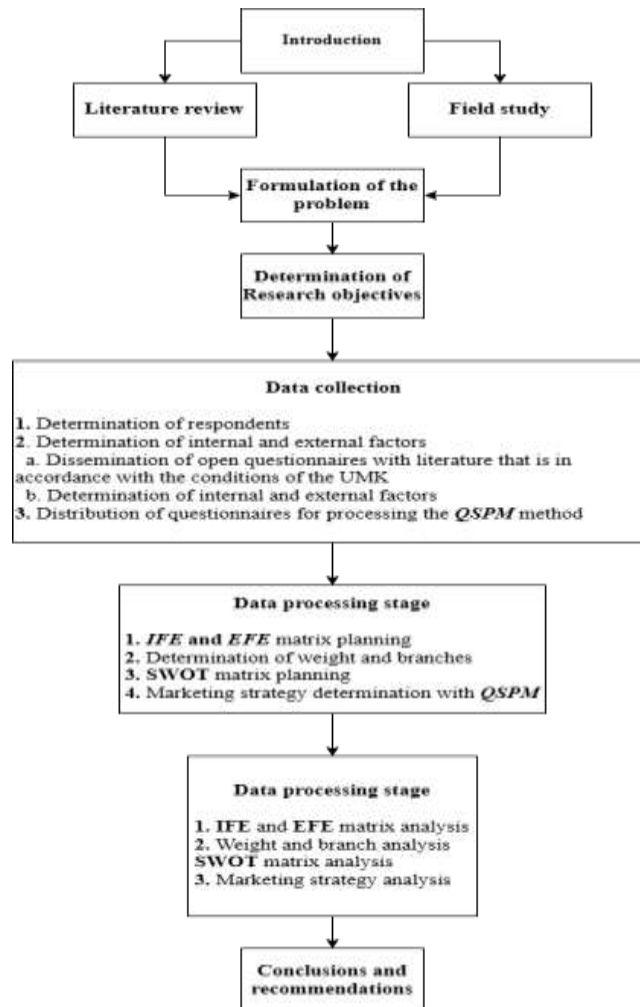 Introduction
Literature review
Field study
Formulation of the
problem
Determination of
Research objectives
Data collection
1. Determination of respondents
2. Determination of internal and external factors
a. Dissemination of open questionnaires with literature that is in
accordance with the conditions of the UMK
b. Determination of internal and external factors
3. Distribution of questionnaires for processing the QSPM method
Data processing stage
1. IFE and EFE matrix planning
2. Determination of weight and branches
3. SWOT matrix planning
4. Marketing strategy determination with QSPM
Data processing stage
1. IFE and EFE matrix analysis
2. Weight and branch analysis
SWOT matrix analysis
3. Marketing strategy analysis
Conclusions and
recommendations